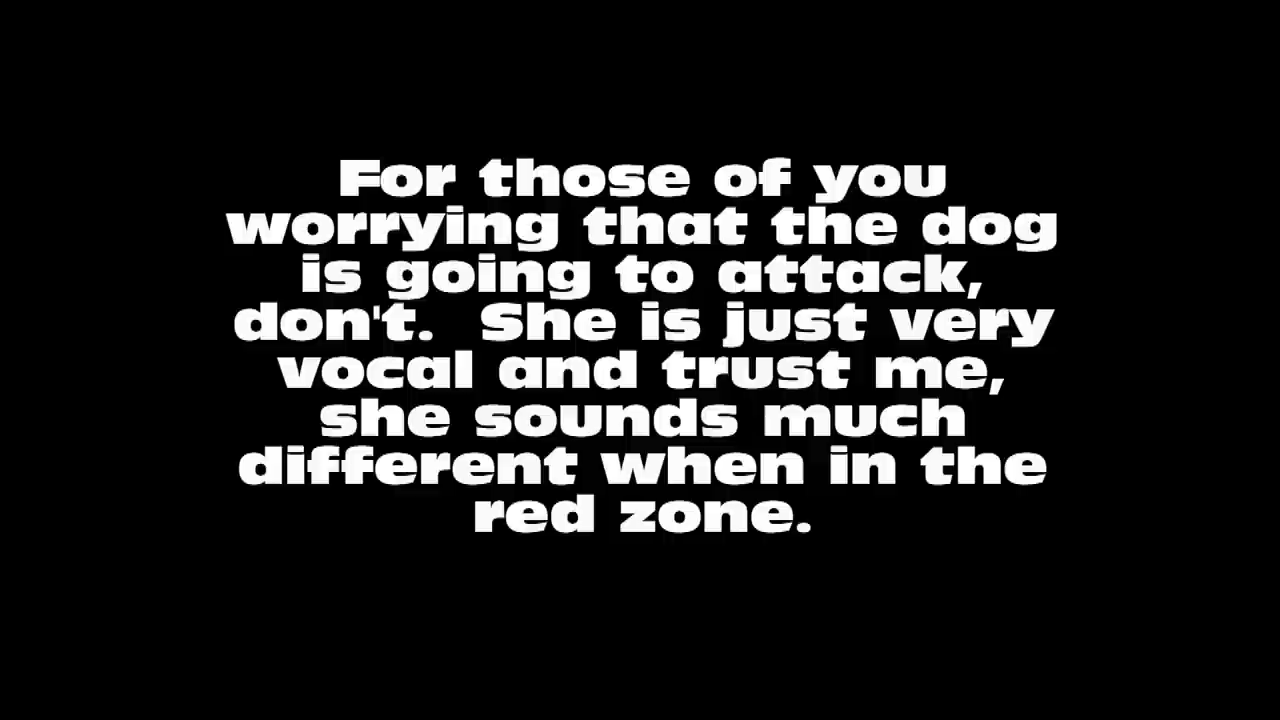 For those of you
worrying that the dog
is going to attack,
don't.  She is just very
vocal and trust me,
she sounds much
different when in the
red zone.